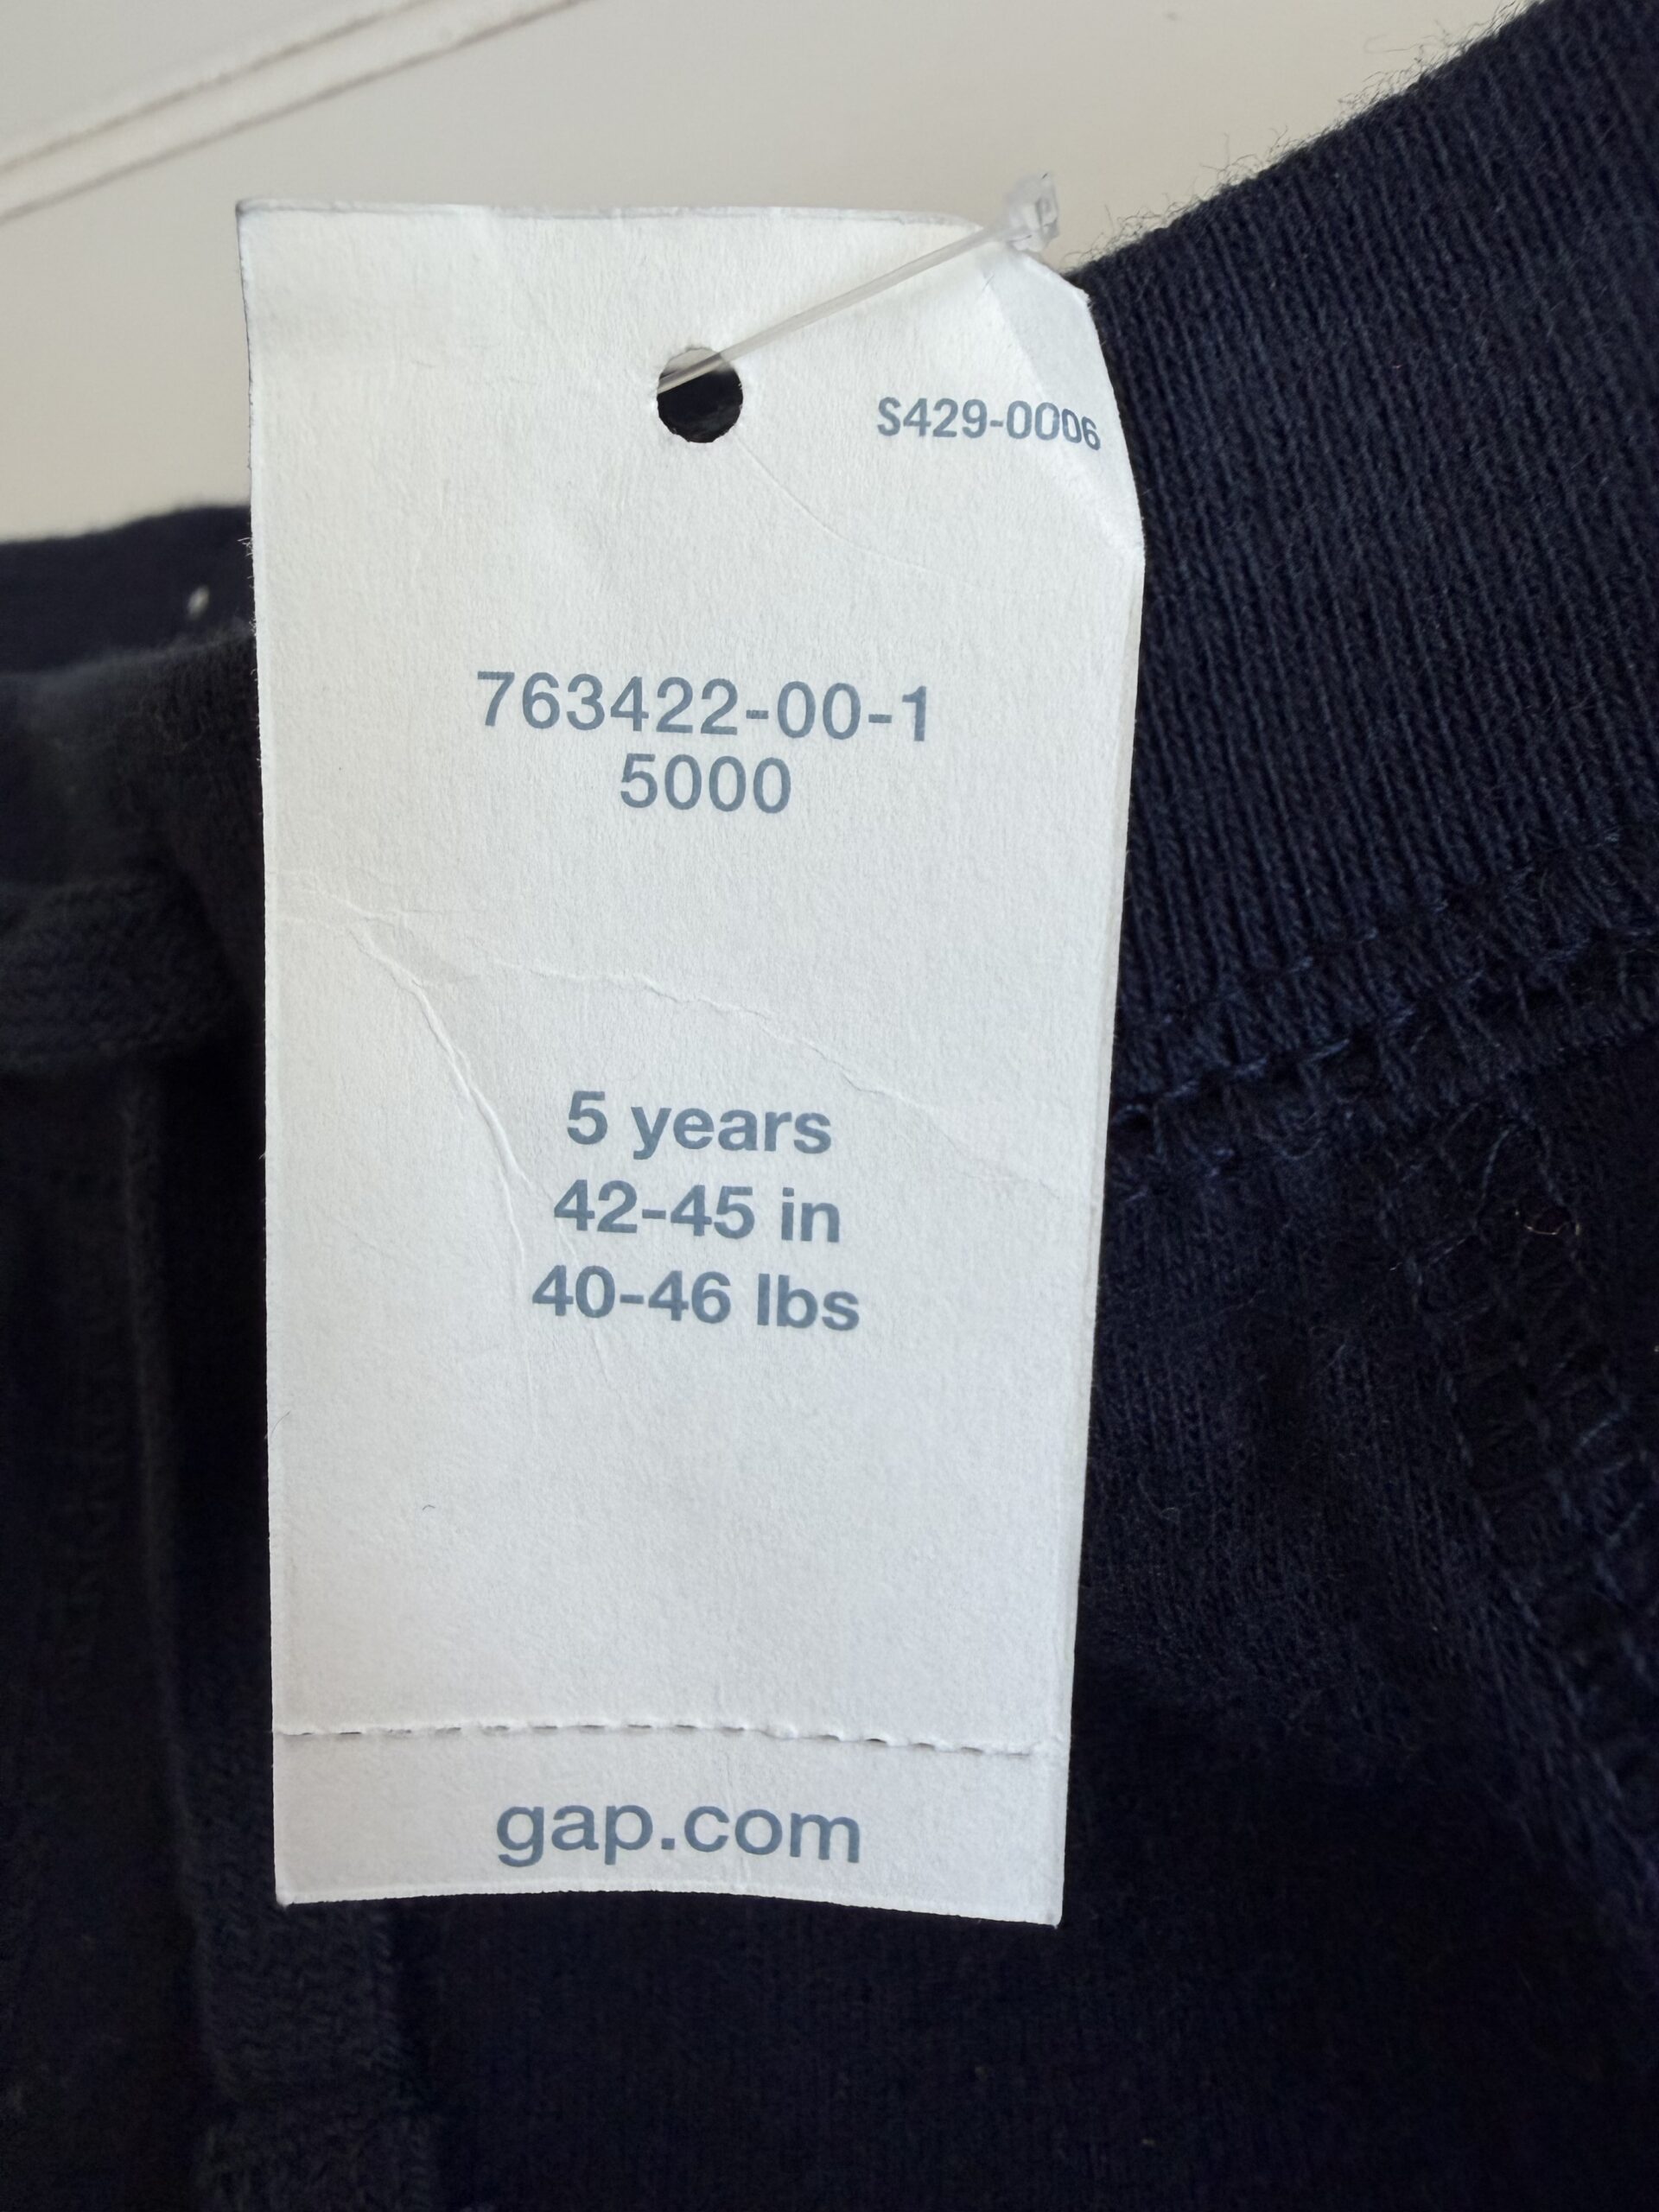 S429-0006
763422-00-1
5000
5 years
42-45 in
40-46 lbs
gap.com